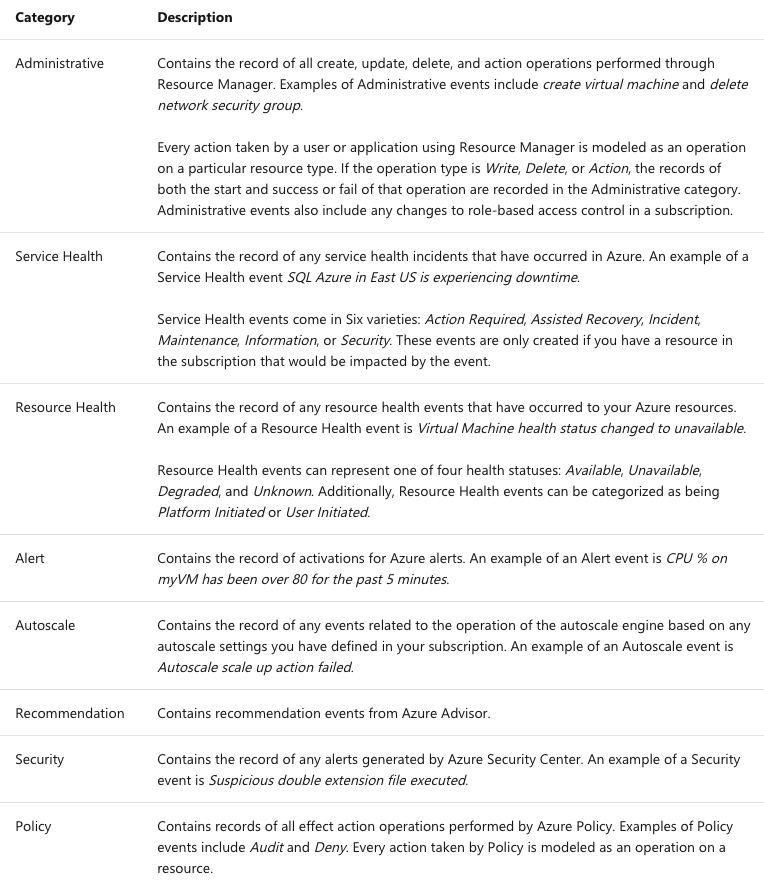 Category Description
Administrative Contains the record of all create, update, delete, and action operations performed through
Resource Manager. Examples of Administrative events include create virtual machine and delete
network security group.
Every action taken by a user or application using Resource Manager is modeled as an operation
on a particular resource type. If the operation type is Write, Delete, or Action, the records of
both the start and success or fail of that operation are recorded in the Administrative category.
Administrative events also include any changes to role-based access control in a subscription.
Service Health Contains the record of any service health incidents that have occurred in Azure. An example of a
Service Health event SQL Azure in East US is experiencing downtime.
Service Health events come in Six varieties: Action Required, Assisted Recovery, Incident,
Maintenance, Information, or Security. These events are only created if you have a resource in
the subscription that would be impacted by the event.
Resource Health Contains the record of any resource health events that have occurred to your Azure resources.
An example of a Resource Health event is Virtual Machine health status changed to unavailable.
Resource Health events can represent one of four health statuses: Available, Unavailable,
Degraded, and Unknown. Additionally, Resource Health events can be categorized as being
Platform Initiated or User Initiated.
Alert Contains the record of activations for Azure alerts. An example of an Alert event is CPU % on
myVM has been over 80 for the past 5 minutes.
Autoscale Contains the record of any events related to the operation of the autoscale engine based on any
autoscale settings you have defined in your subscription. An example of an Autoscale event is
Autoscale scale up action failed.
Recommendation Contains recommendation events from Azure Advisor.
Security Contains the record of any alerts generated by Azure Security Center. An example of a Security
event is Suspicious double extension file executed.
Policy Contains records of all effect action operations performed by Azure Policy. Examples of Policy
events include Audit and Deny. Every action taken by Policy is modeled as an operation on a
resource.